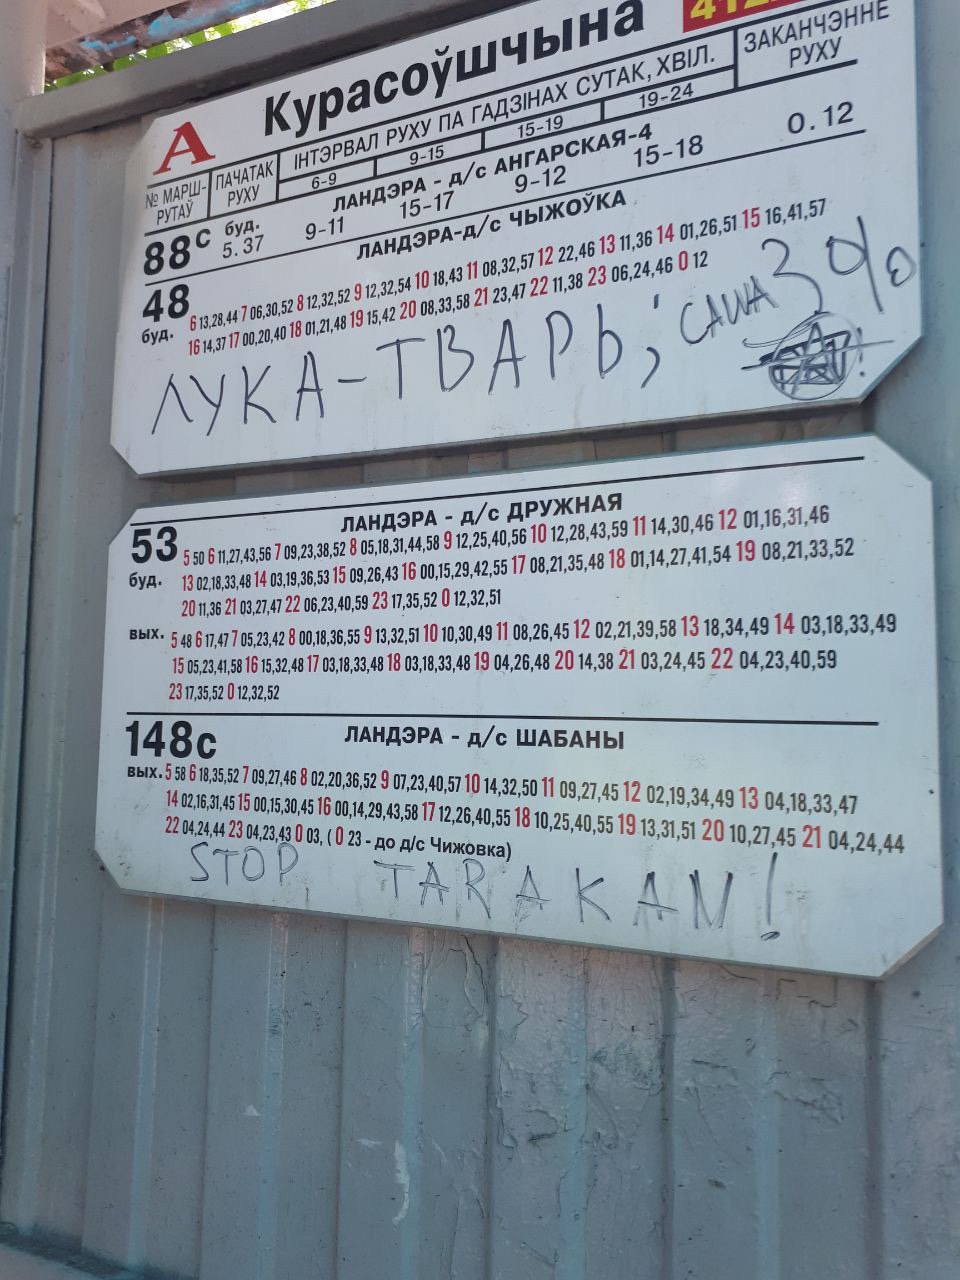 Курасоўшчына
412
А
№ МАРШ-
РУТАЎ
ПАЧАТАК
РУХУ
ІНТЭРВАЛ РУХУ ПА ГАДЗІНАХ СУТАК, ХВІЛ.
6-9 9-15 15-19 19-24
ЗАКАНЧЭННЕ
РУХУ
ЛАНДЭРА - д/с АНГАРСКАЯ-4
88с буд.
5.37 9-11 15-17 9-12 15-18 0.12
ЛАНДЭРА-д/с ЧЫЖОЎКА
48
буд.
6 13,28,44 7 06,30,52 8 12,32,52 9 12,32,54 10 18,43 11 08,32,57 12 22,46 13 11,36 14 01,26,51 15 16,41,57
16 14,37 17 00,20,40 18 01,21,48 19 15,42 20 08,33,58 21 23,47 22 11,38 23 06,24,46 0 12
ЛУКА-ТВАРЬ; САША 3%
ЛАНДЭРА - д/с ДРУЖНАЯ
53
буд.
5 50 6 11,27,43,56 7 09,23,38,52 8 05,18,31,44,58 9 12,25,40,56 10 12,28,43,59 11 14,30,46 12 01,16,31,46
13 02,18,33,48 14 03,19,36,53 15 09,26,43 16 00,15,29,42,55 17 08,21,35,48 18 01,14,27,41,54 19 08,21,33,52
20 11,36 21 03,27,47 22 06,23,40,59 23 17,35,52 0 12,32,51
вых. 5 48 6 17,47 7 05,23,42 8 00,18,36,55 9 13,32,51 10 10,30,49 11 08,26,45 12 02,21,39,58 13 18,34,49 14 03,18,33,49
15 05,23,41,58 16 15,32,48 17 03,18,33,48 18 03,18,33,48 19 04,26,48 20 14,38 21 03,24,45 22 04,23,40,59
23 17,35,52 0 12,32,52
148с ЛАНДЭРА - д/с ШАБАНЫ
вых. 5 58 6 18,35,52 7 09,27,46 8 02,20,36,52 9 07,23,40,57 10 14,32,50 11 09,27,45 12 02,19,34,49 13 04,18,33,47
14 02,16,31,45 15 00,15,30,45 16 00,14,29,43,58 17 12,26,40,55 18 10,25,40,55 19 13,31,51 20 10,27,45 21 04,24,44
22 04,24,44 23 04,23,43 0 03, ( 0 23 - до д/с Чижовка)
STOP TARAKAN!